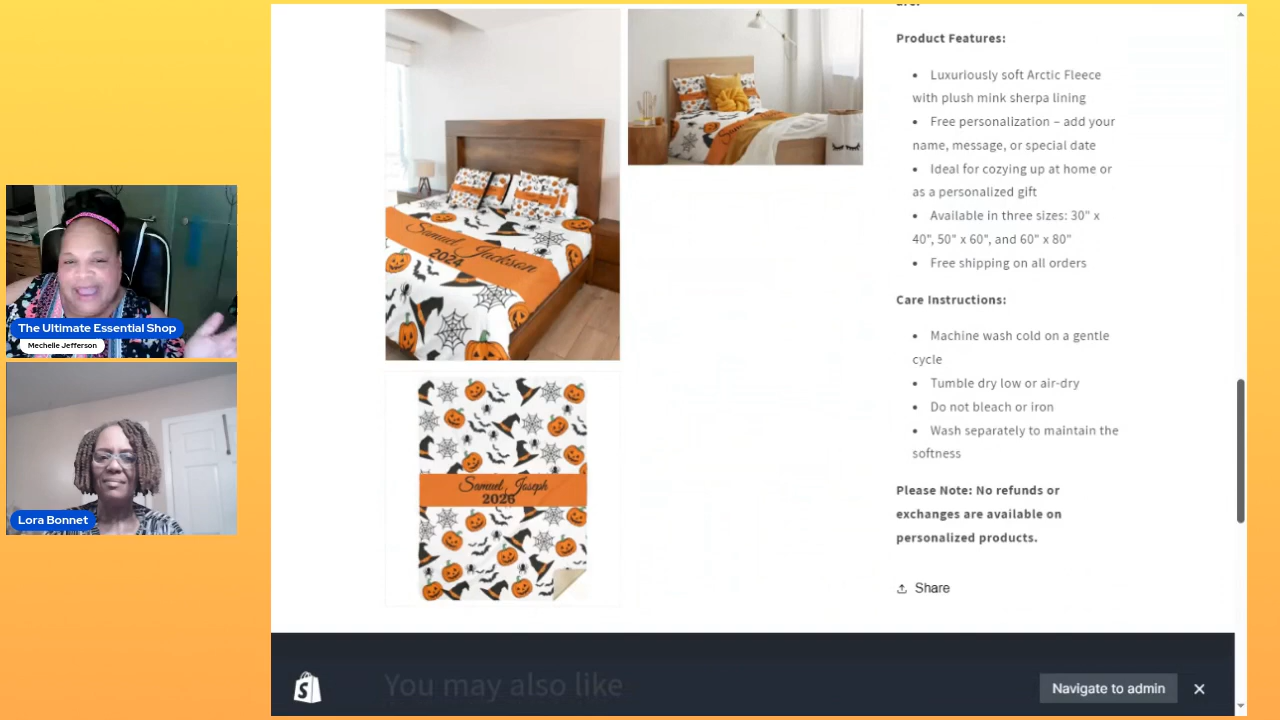 Product Features:
• Luxuriously soft Arctic Fleece
with plush mink sherpa lining
• Free personalization – add your
name, message, or special date
• Ideal for cozying up at home or
as a personalized gift
• Available in three sizes: 30" x
40", 50" x 60", and 60" x 80"
• Free shipping on all orders
Care Instructions:
• Machine wash cold on a gentle
cycle
• Tumble dry low or air-dry
• Do not bleach or iron
• Wash separately to maintain the
softness
Please Note: No refunds or
exchanges are available on
personalized products.
Share
Samuel Jackson
2024
Samuel Joseph
2026
The Ultimate Essential Shop
Mechelle Jefferson
Lora Bonnet
You may also like
Navigate to admin